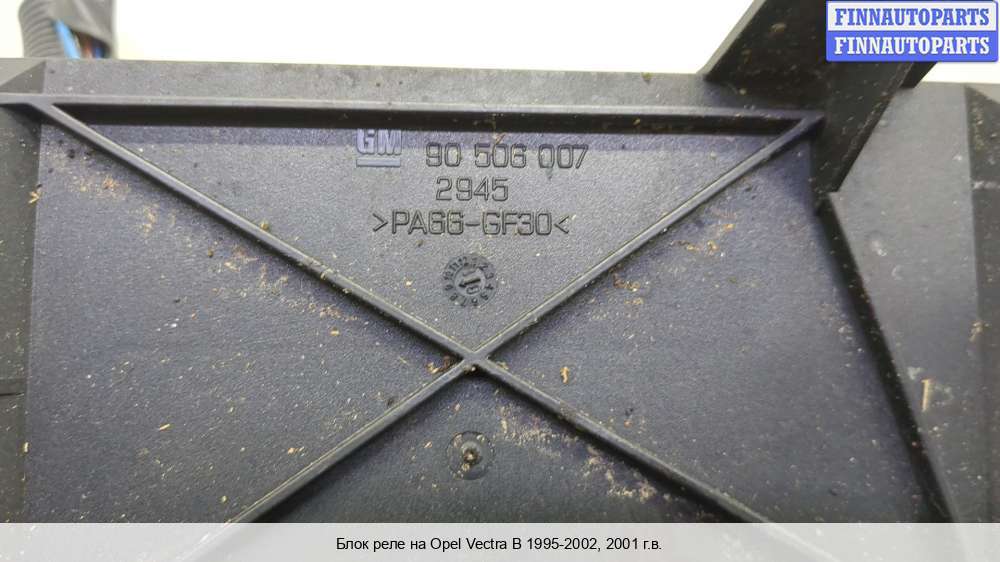 FINNAUTOPARTS
FINNAUTOPARTS
GM
90 506 007
2945
>PA66-GF30<
Блок реле на Opel Vectra B 1995-2002, 2001 г.в.